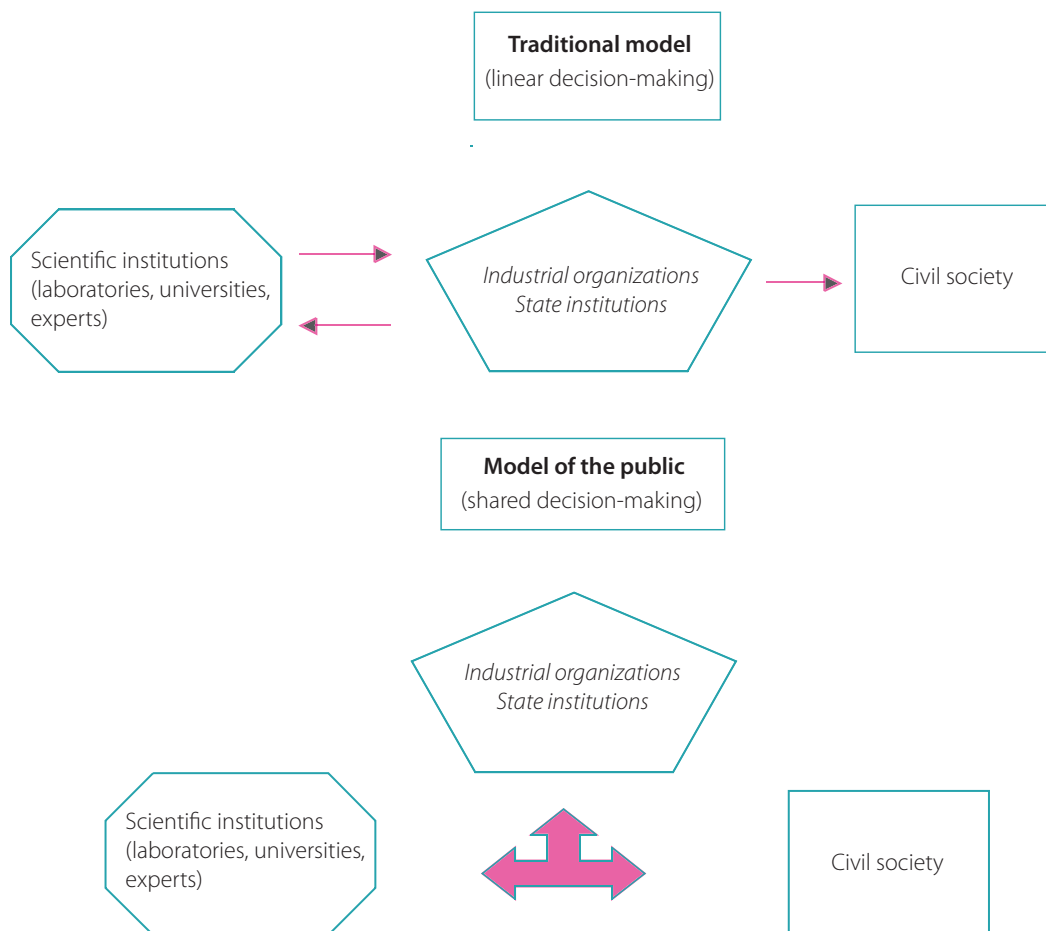 Traditional model
(linear decision-making)
Scientific institutions
(laboratories, universities,
experts)
Industrial organizations
State institutions
Civil society
Model of the public
(shared decision-making)
Industrial organizations
State institutions
Scientific institutions
(laboratories, universities,
experts)
Civil society